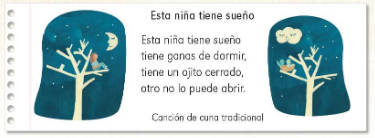 Esta niña tiene sueño
Esta niña tiene sueño
tiene ganas de dormir,
tiene un ojito cerrado,
otro no lo puede abrir.
Canción de cuna tradicional